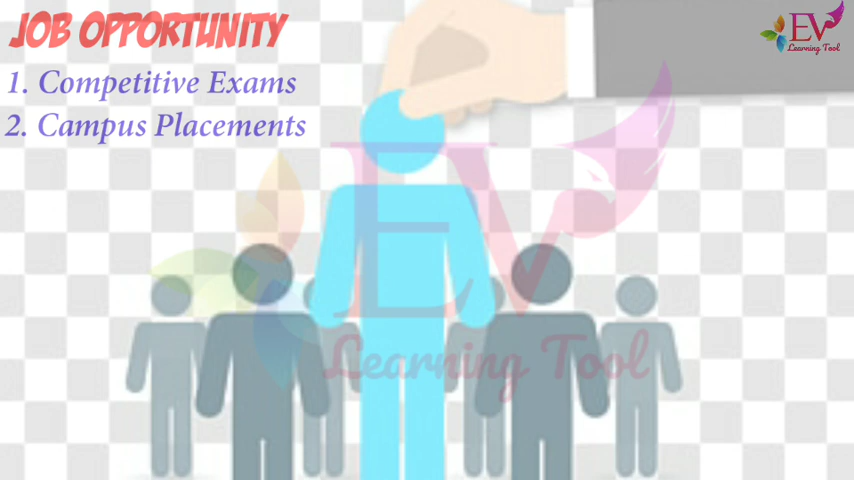 JOB OPPORTUNITY
1. Competitive Exams
2. Campus Placements
EV
Learning Tool
EV
Learning Tool